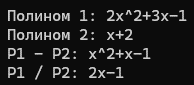 Полином 1: 2x^2+3x-1
Полином 2: x+2
P1 - P2: x^2+x-1
P1 / P2: 2x-1